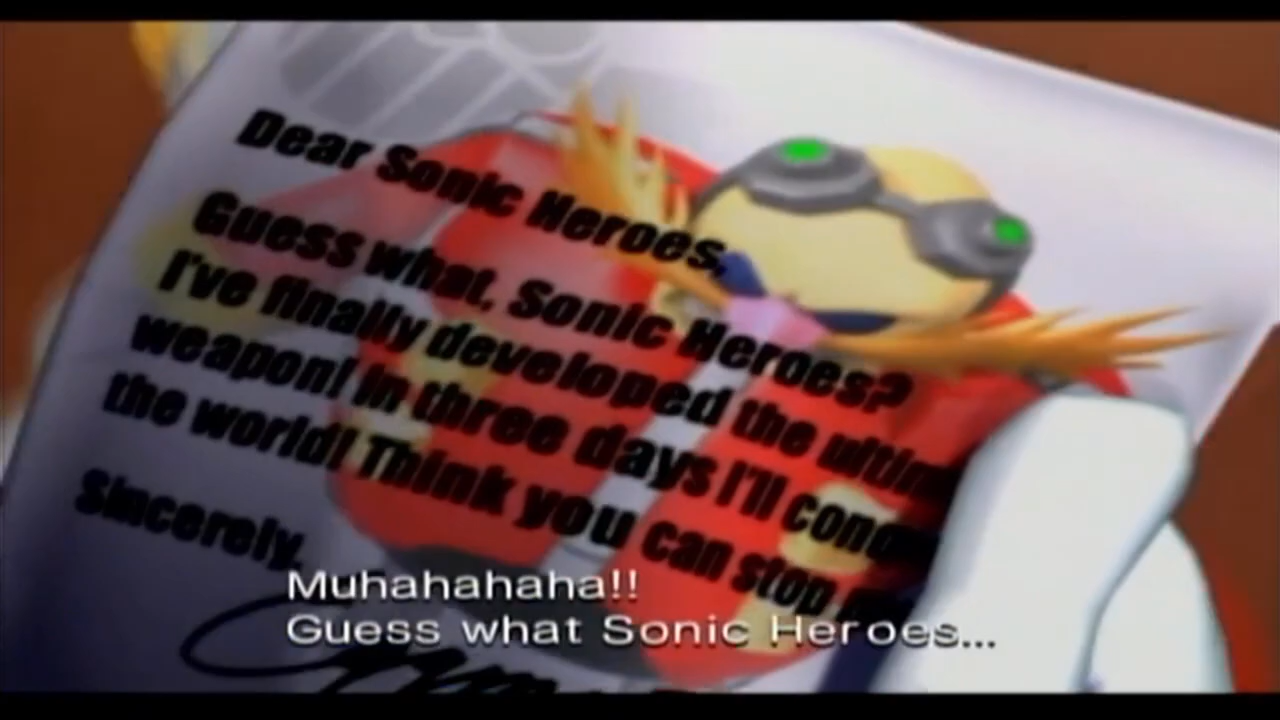 Dear Sonic Heroes,
Guess what, Sonic Heroes?
I've finally developed the
weapon! In three days I'll
the world! Think you can stop
Sincerely,
Muhahahaha!!
Guess what Sonic Heroes...